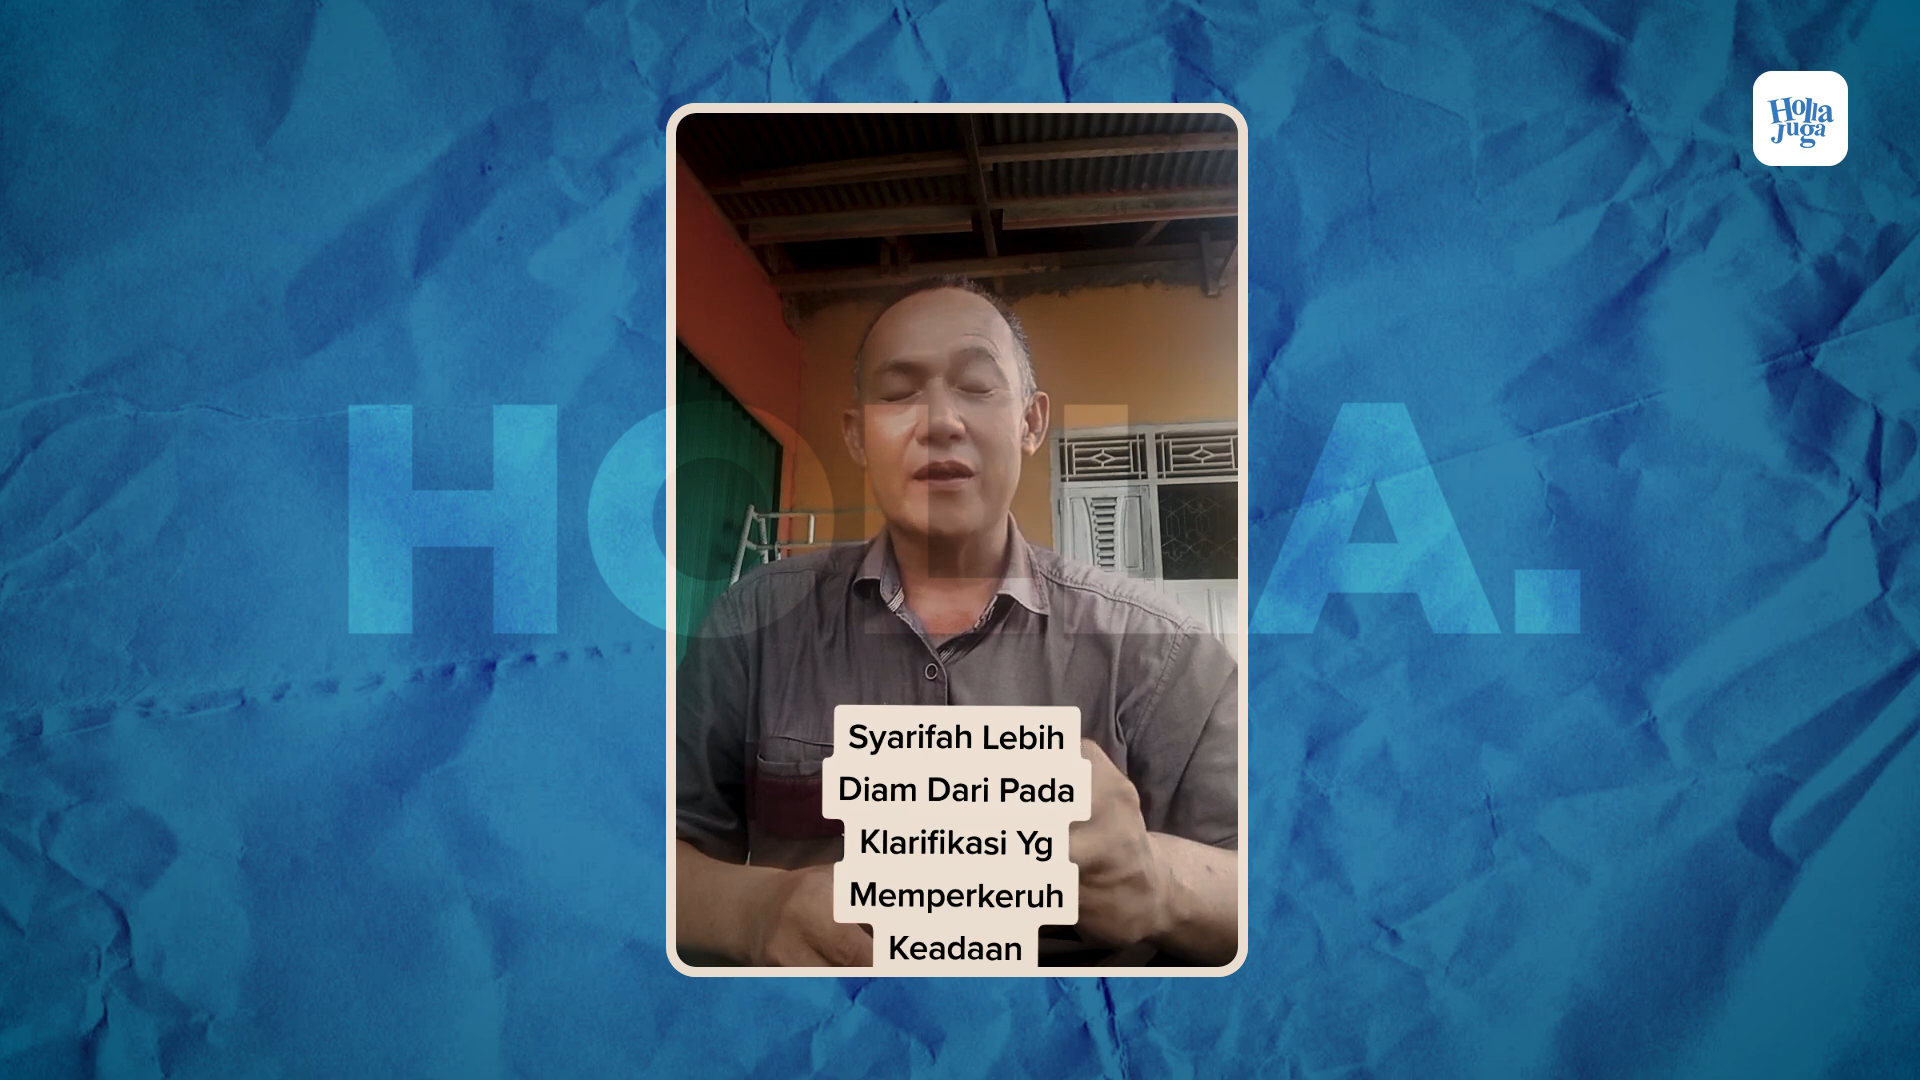 Holla
Juga
HOLLA.
Syarifah Lebih
Diam Dari Pada
Klarifikasi Yg
Memperkeruh
Keadaan